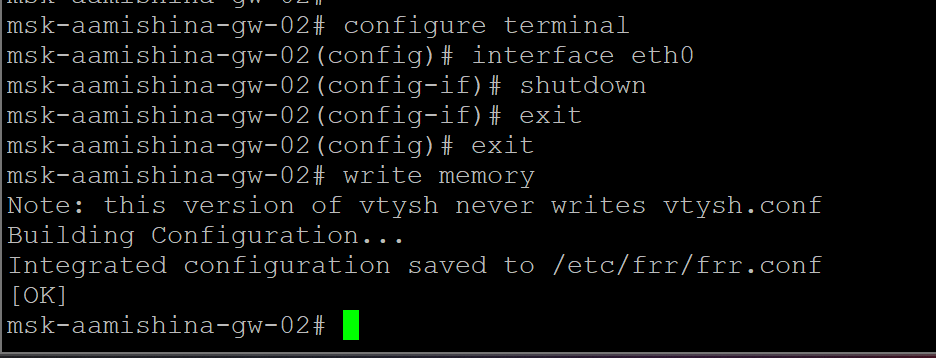 msk-aamishina-gw-02# configure terminal
msk-aamishina-gw-02(config)# interface eth0
msk-aamishina-gw-02(config-if)# shutdown
msk-aamishina-gw-02(config-if)# exit
msk-aamishina-gw-02(config)# exit
msk-aamishina-gw-02# write memory
Note: this version of vtysh never writes vtysh.conf
Building Configuration...
Integrated configuration saved to /etc/frr/frr.conf
[OK]
msk-aamishina-gw-02#